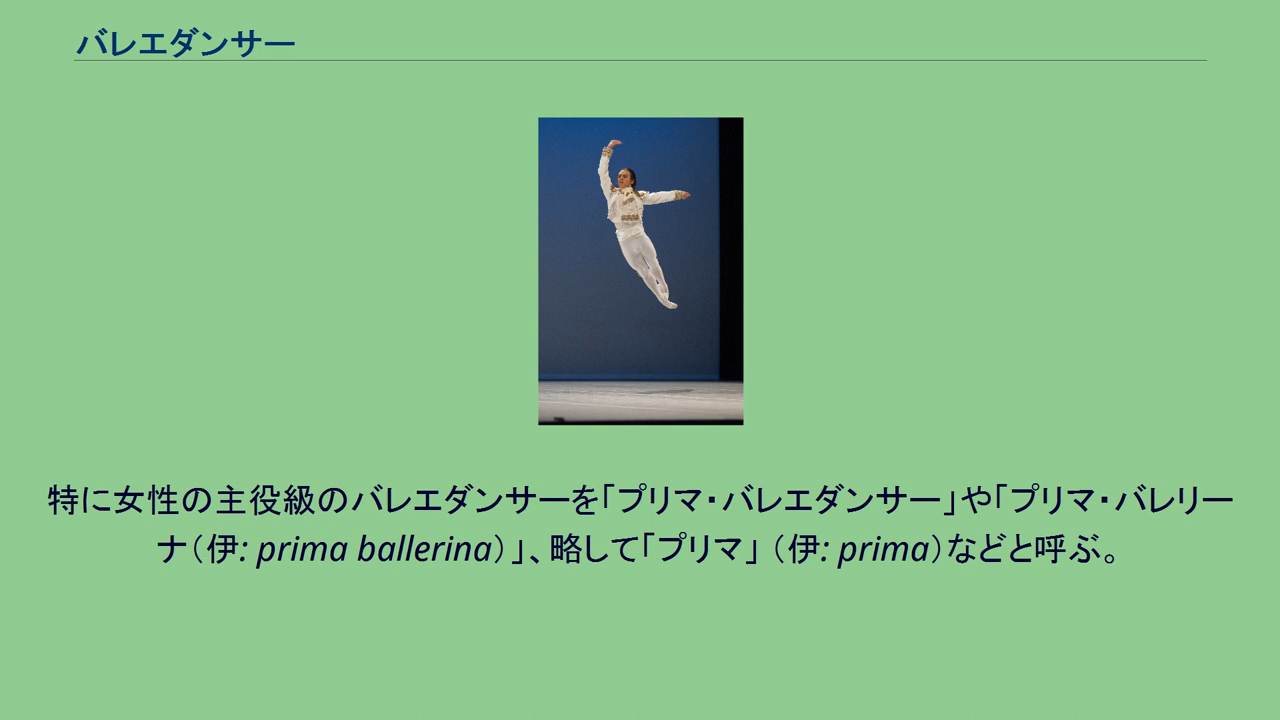 バレエダンサー
特に女性の主役級のバレエダンサーを「プリマ・バレエダンサー」や「プリマ・バレリー
ナ（伊: prima ballerina）」、略して「プリマ」（伊: prima）などと呼ぶ。